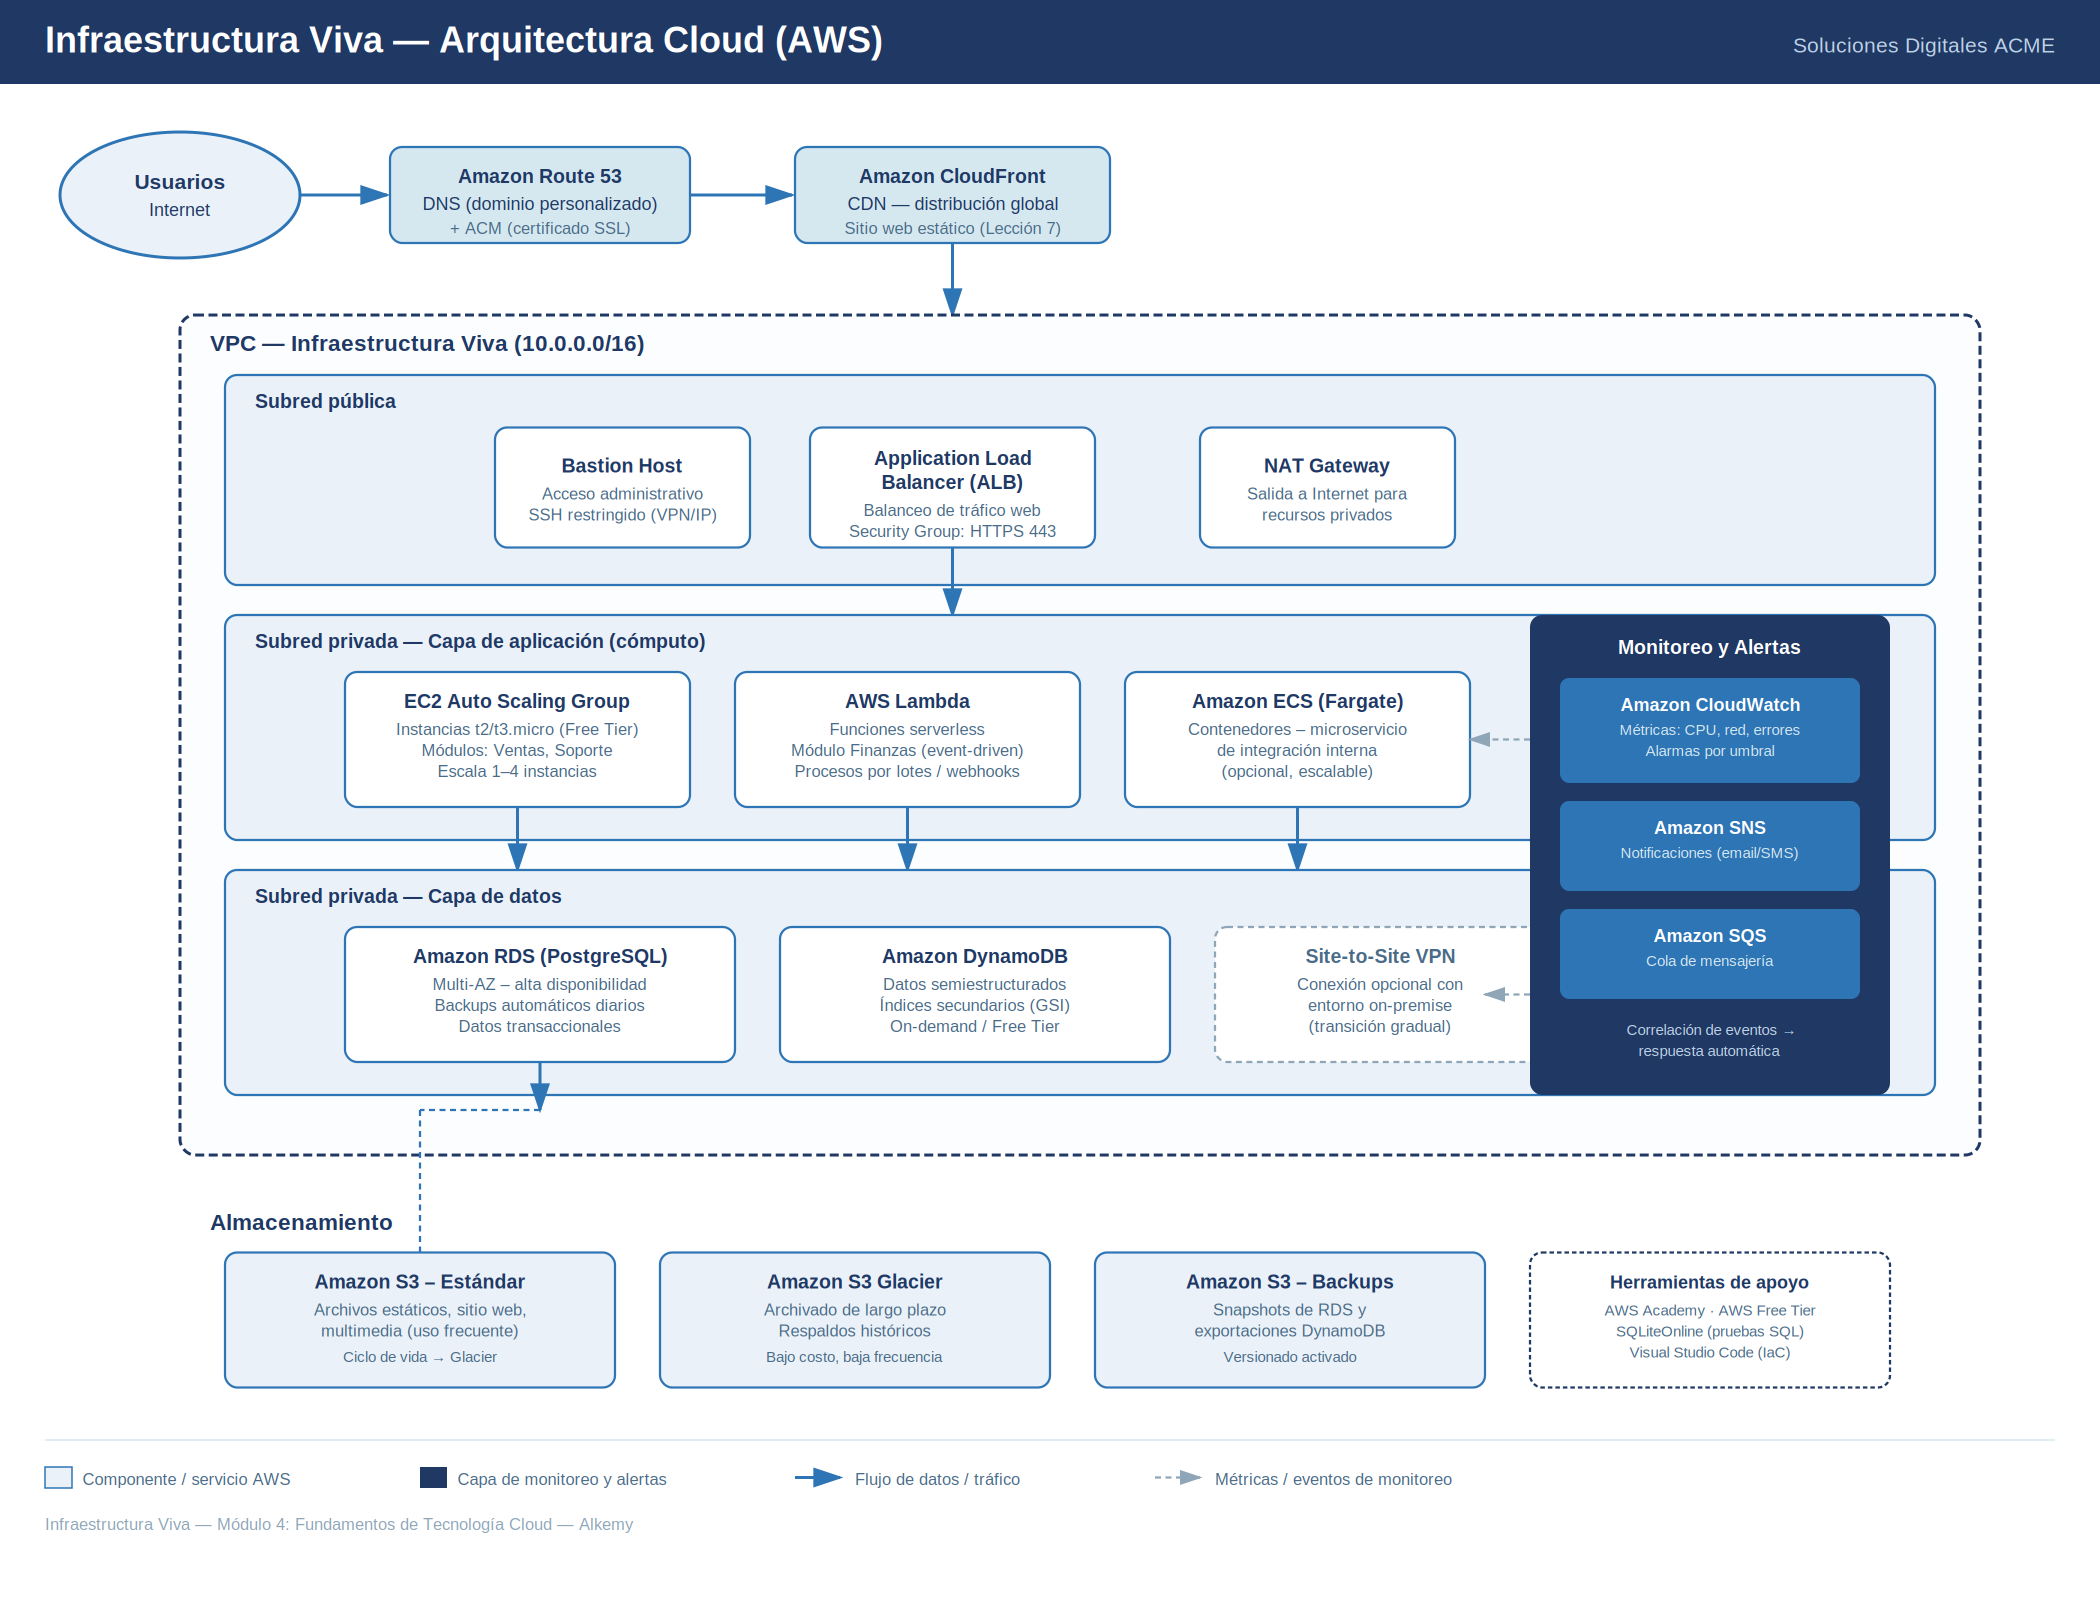 Infraestructura Viva — Arquitectura Cloud (AWS)
Soluciones Digitales ACME
Usuarios
Internet
Amazon Route 53
DNS (dominio personalizado)
+ ACM (certificado SSL)
Amazon CloudFront
CDN — distribución global
Sitio web estático (Lección 7)
VPC — Infraestructura Viva (10.0.0.0/16)
Subred pública
Bastion Host
Acceso administrativo
SSH restringido (VPN/IP)
Application Load
Balancer (ALB)
Balanceo de tráfico web
Security Group: HTTPS 443
NAT Gateway
Salida a Internet para
recursos privados
Subred privada — Capa de aplicación (cómputo)
EC2 Auto Scaling Group
Instancias t2/t3.micro (Free Tier)
Módulos: Ventas, Soporte
Escala 1–4 instancias
AWS Lambda
Funciones serverless
Módulo Finanzas (event-driven)
Procesos por lotes / webhooks
Amazon ECS (Fargate)
Contenedores – microservicio
de integración interna
(opcional, escalable)
Monitoreo y Alertas
Amazon CloudWatch
Métricas: CPU, red, errores
Alarmas por umbral
Amazon SNS
Notificaciones (email/SMS)
Amazon SQS
Cola de mensajería
Correlación de eventos →
respuesta automática
Subred privada — Capa de datos
Amazon RDS (PostgreSQL)
Multi-AZ – alta disponibilidad
Backups automáticos diarios
Datos transaccionales
Amazon DynamoDB
Datos semiestructurados
Índices secundarios (GSI)
On-demand / Free Tier
Site-to-Site VPN
Conexión opcional con
entorno on-premise
(transición gradual)
Almacenamiento
Amazon S3 – Estándar
Archivos estáticos, sitio web,
multimedia (uso frecuente)
Ciclo de vida → Glacier
Amazon S3 Glacier
Archivado de largo plazo
Respaldos históricos
Bajo costo, baja frecuencia
Amazon S3 – Backups
Snapshots de RDS y
exportaciones DynamoDB
Versionado activado
Herramientas de apoyo
AWS Academy · AWS Free Tier
SQLiteOnline (pruebas SQL)
Visual Studio Code (IaC)
Componente / servicio AWS
Capa de monitoreo y alertas
Flujo de datos / tráfico
Métricas / eventos de monitoreo
Infraestructura Viva — Módulo 4: Fundamentos de Tecnología Cloud — Alkemy